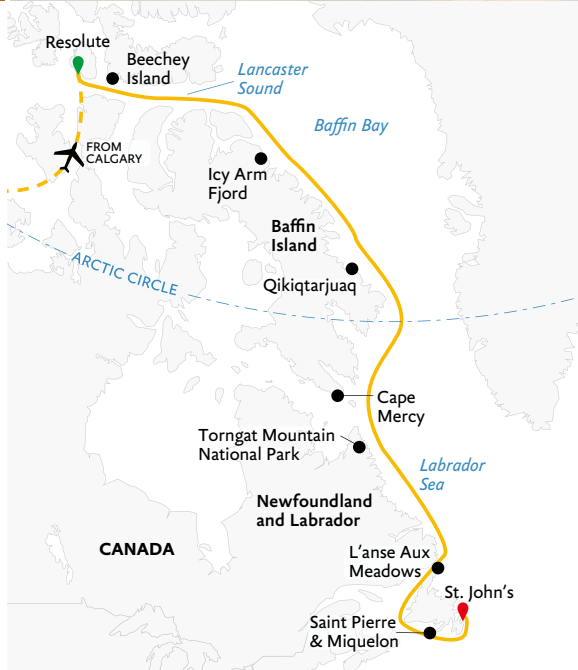 Resolute
Beechey
Island
Lancaster
Sound
Baffin Bay
FROM
CALGARY
Icy Arm
Fjord
Baffin
Island
ARCTIC CIRCLE
Qikiqtarjuaq
Cape
Mercy
Torngat Mountain
National Park
Labrador
Sea
Newfoundland
and Labrador
CANADA
L'anse Aux
Meadows
St. John's
Saint Pierre
& Miquelon